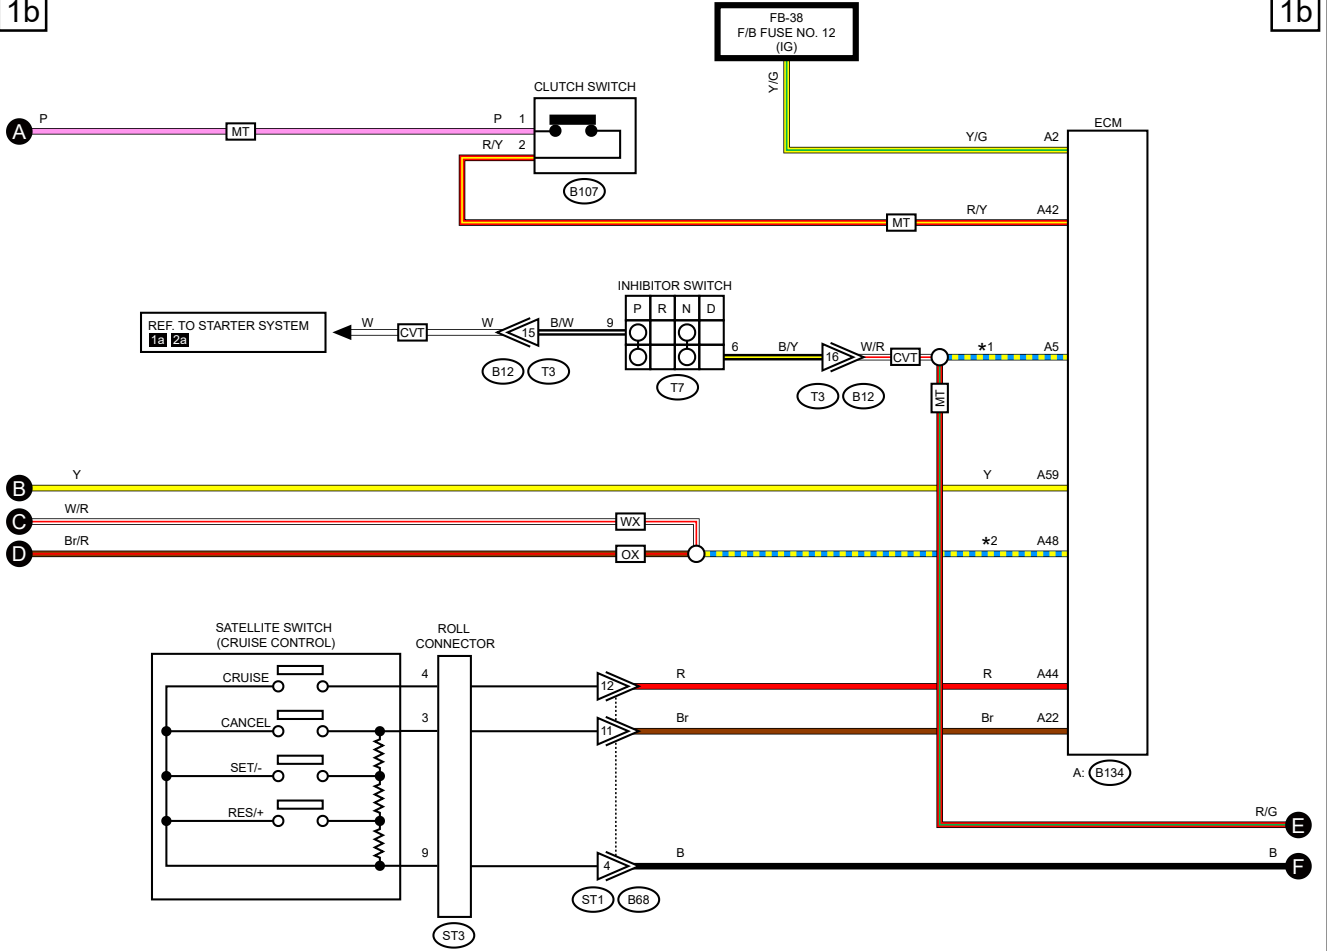 1b
1b
FB-38
F/B FUSE NO. 12
(IG)
Y/G
CLUTCH SWITCH
A
P
MT
P
1
R/Y
2
B107
ECM
Y/G
A2
MT
R/Y
A42
INHIBITOR SWITCH
P
R
N
D
REF. TO STARTER SYSTEM
1a 2a
W
CVT
W
15
B/W
9
B12
T3
6
B/Y
16
W/R
CVT
*1
A5
T7
T3
B12
MT
B
Y
Y
A59
C
W/R
WX
D
Br/R
OX
*2
A48
SATELLITE SWITCH
(CRUISE CONTROL)
ROLL
CONNECTOR
CRUISE
4
12
R
R
A44
CANCEL
3
11
Br
Br
A22
SET/-
RES/+
A:
B134
R/G
E
9
4
B
B
F
ST1
B68
ST3